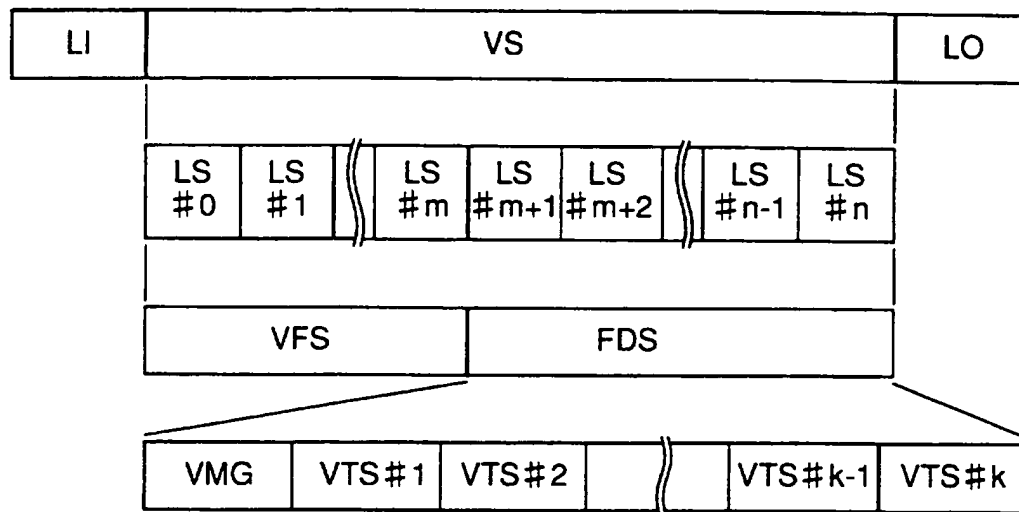 LI VS LO
LS #0 LS #1 LS #m LS #m+1 LS #m+2 LS #n-1 LS #n
VFS FDS
VMG VTS#1 VTS#2 VTS#k-1 VTS#k